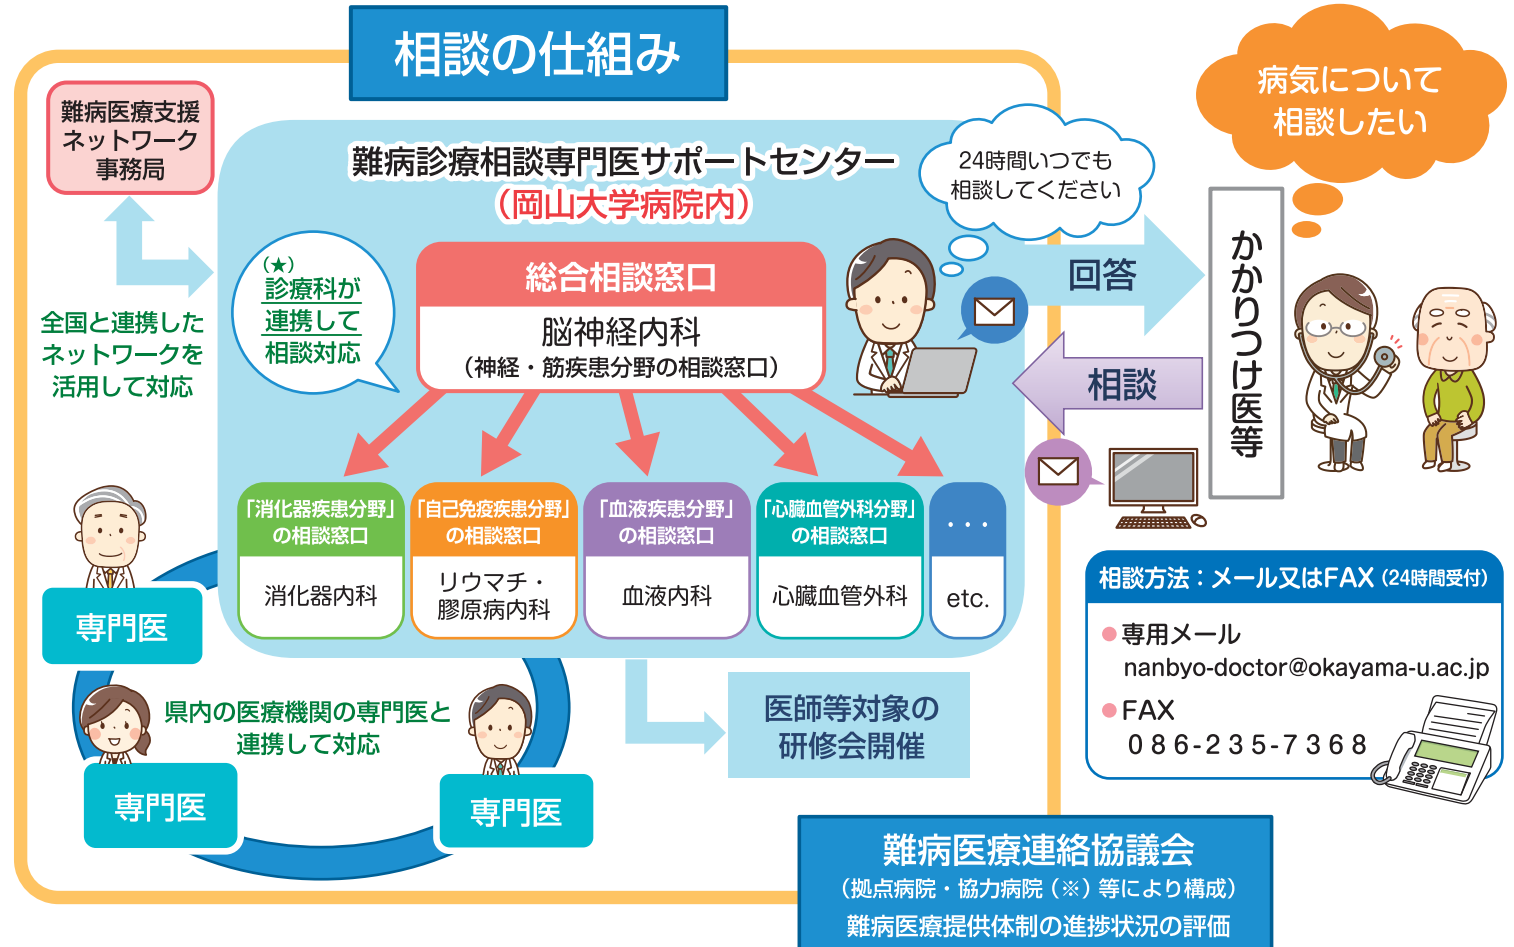 相談の仕組み
病気について
相談したい
難病医療支援
ネットワーク
事務局
難病診療相談専門医サポートセンター
（岡山大学病院内）
24時間いつでも
相談してください
（★）
診療科が
連携して
相談対応
総合相談窓口
脳神経内科
（神経・筋疾患分野の相談窓口）
回答
相談
かかりつけ医等
全国と連携した
ネットワークを
活用して対応
「消化器疾患分野」
の相談窓口
消化器内科
「自己免疫疾患分野」
の相談窓口
リウマチ・
膠原病内科
「血液疾患分野」
の相談窓口
血液内科
「心臓血管外科分野」
の相談窓口
心臓血管外科
・・・
etc.
専門医
県内の医療機関の専門医と
連携して対応
専門医
専門医
医師等対象の
研修会開催
相談方法：メール又はFAX（24時間受付）
●専用メール
nanbyo-doctor@okayama-u.ac.jp
●FAX
086-235-7368
難病医療連絡協議会
（拠点病院・協力病院（※）等により構成）
難病医療提供体制の進捗状況の評価